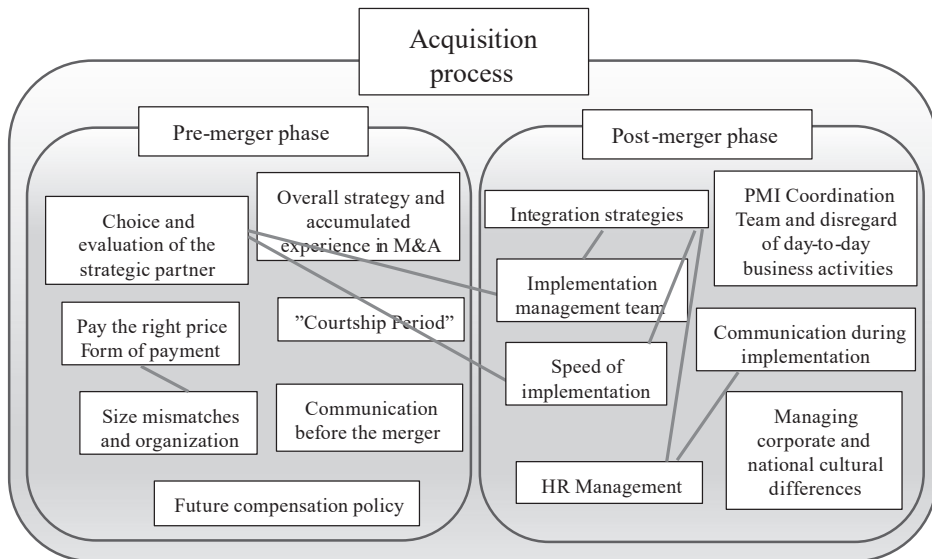 Acquisition
process
Pre-merger phase
Choice and
evaluation of the
strategic partner
Overall strategy and
accumulated
experience in M&A
Pay the right price
Form of payment
”Courtship Period”
Size mismatches
and organization
Communication
before the merger
Future compensation policy
Post-merger phase
Integration strategies
PMI Coordination
Team and disregard
of day-to-day
business activities
Implementation
management team
Communication during
implementation
Speed of
implementation
Managing
corporate and
national cultural
differences
HR Management